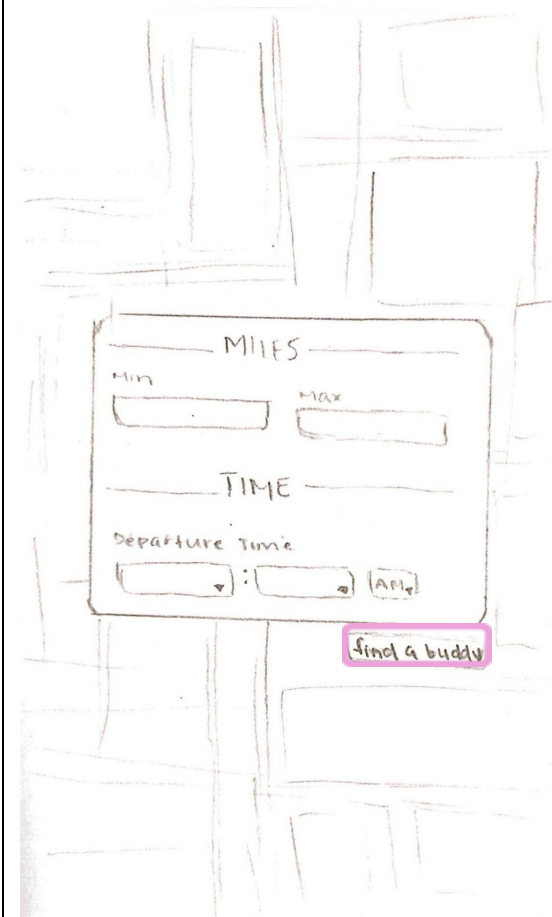 MILES
Min Max
TIME
Departure Time
: AM
find a buddy